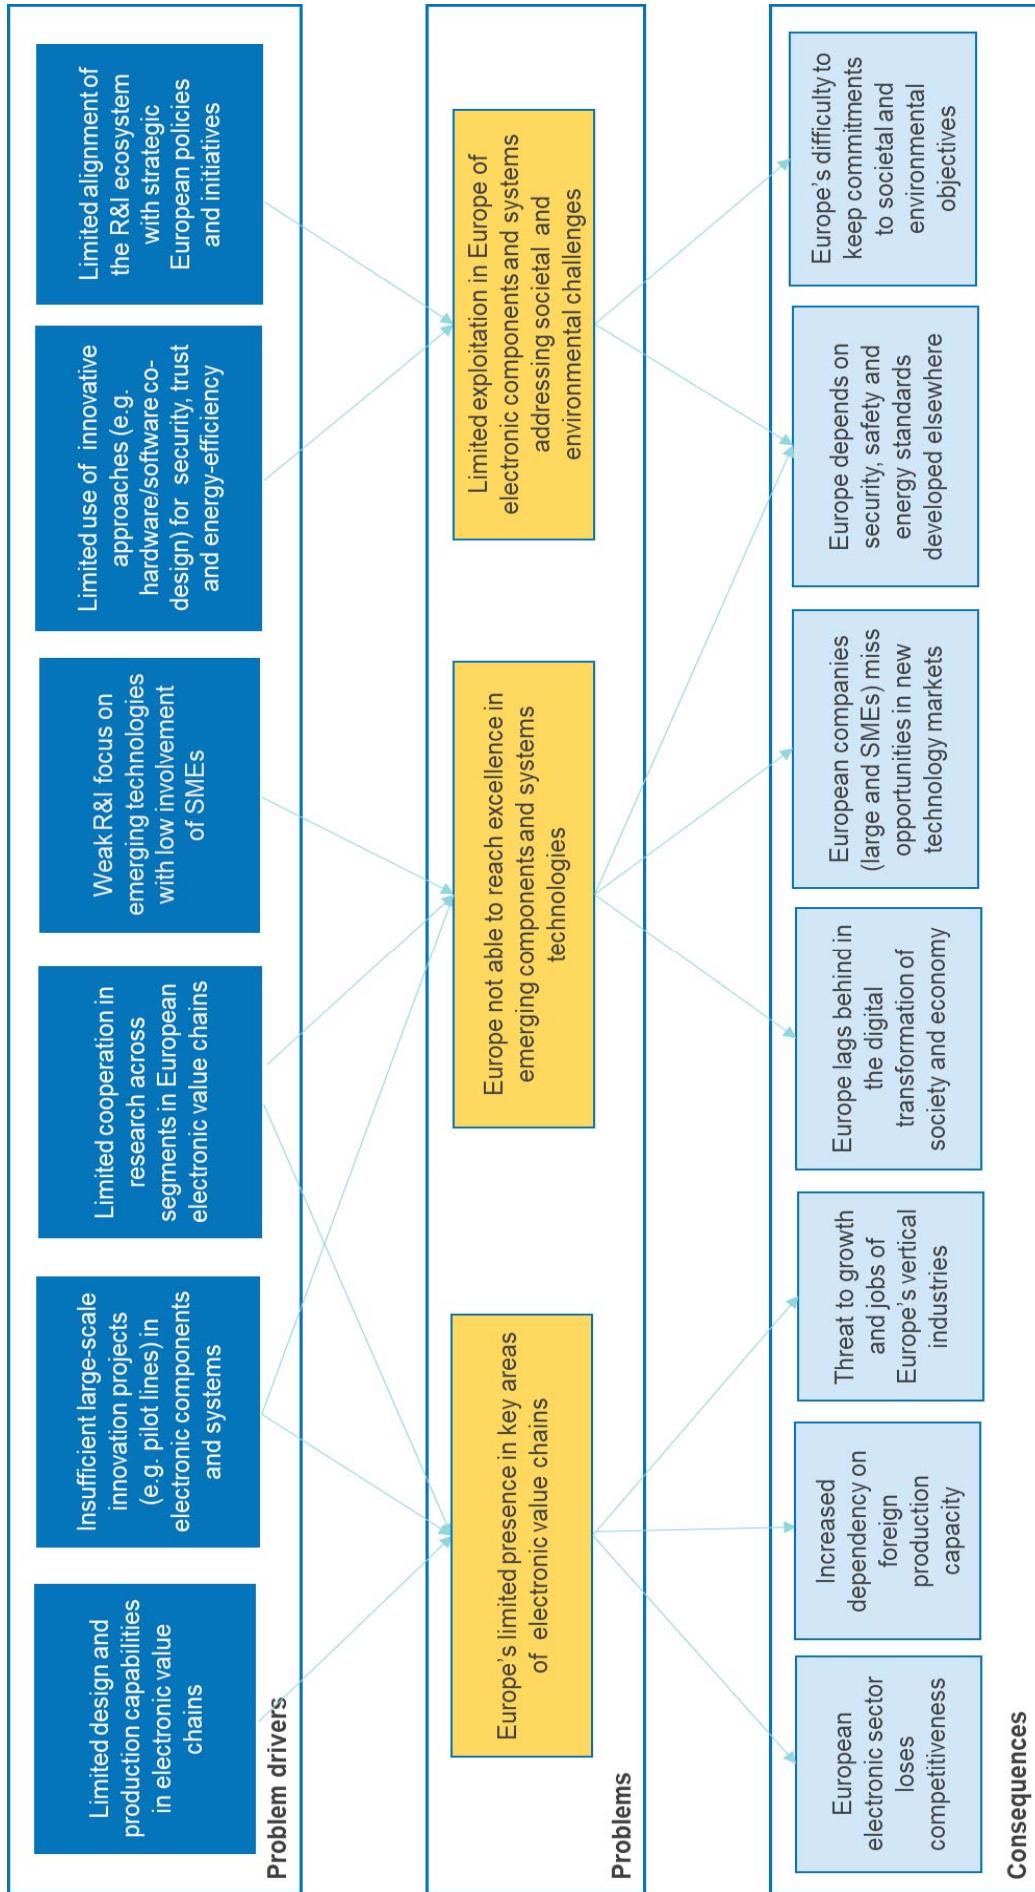 Limited design and
production capabilities
in electronic value
chains
Insufficient large-scale
innovation projects
(e.g. pilot lines) in
electronic components
and systems
Limited cooperation in
research across
segments in European
electronic value chains
Weak R&I focus on
emerging technologies
with low involvement
of SMEs
Limited use of innovative
approaches (e.g.
hardware/software co-
design) for security, trust
and energy-efficiency
Limited alignment of
the R&I ecosystem
with strategic
European policies
and initiatives
Problem drivers
Europe's limited presence in key areas
of electronic value chains
Europe not able to reach excellence in
emerging components and systems
technologies
Limited exploitation in Europe of
electronic components and systems
addressing societal and
environmental challenges
Problems
European
electronic sector
loses
competitiveness
Increased
dependency on
foreign
production
capacity
Threat to growth
and jobs of
Europe's vertical
industries
Europe lags behind in
the digital
transformation of
society and economy
European companies
(large and SMEs) miss
opportunities in new
technology markets
Europe depends on
security, safety and
energy standards
developed elsewhere
Europe's difficulty to
keep commitments
to societal and
environmental
objectives
Consequences